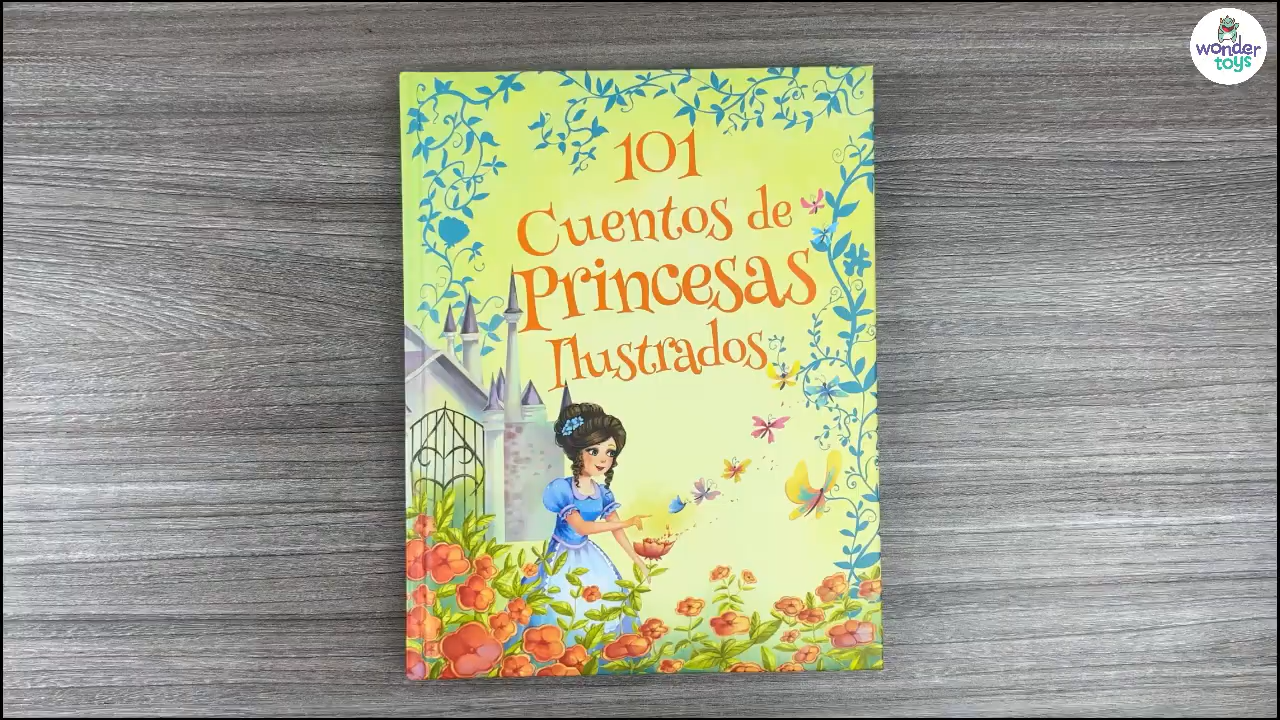 wonder
toys
101
Cuentos de
Princesas
Ilustrados